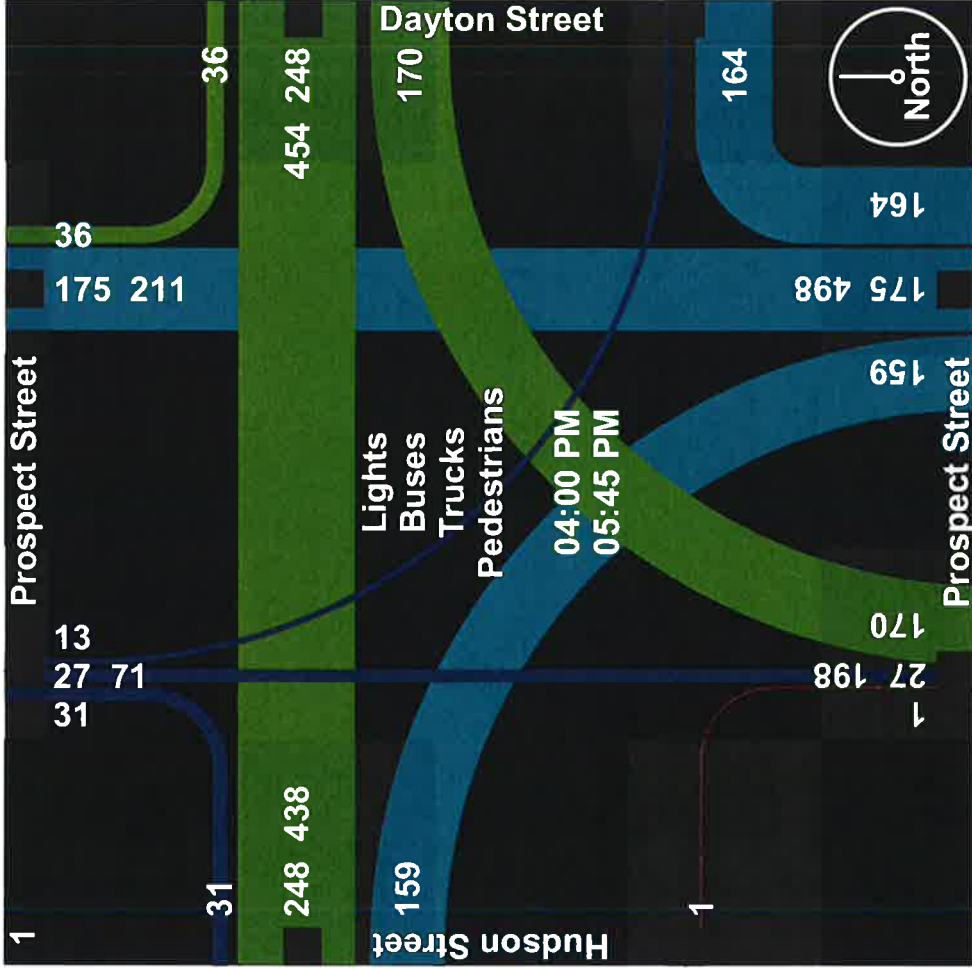 Dayton Street
36
454 248
170
164
North
36
175 211
164
175 498
159
Prospect Street
Lights
Buses
Trucks
Pedestrians
04:00 PM
05:45 PM
Prospect Street
13
27 71
31
170
27 198
1
31
248 438
159
1
1
Hudson Street